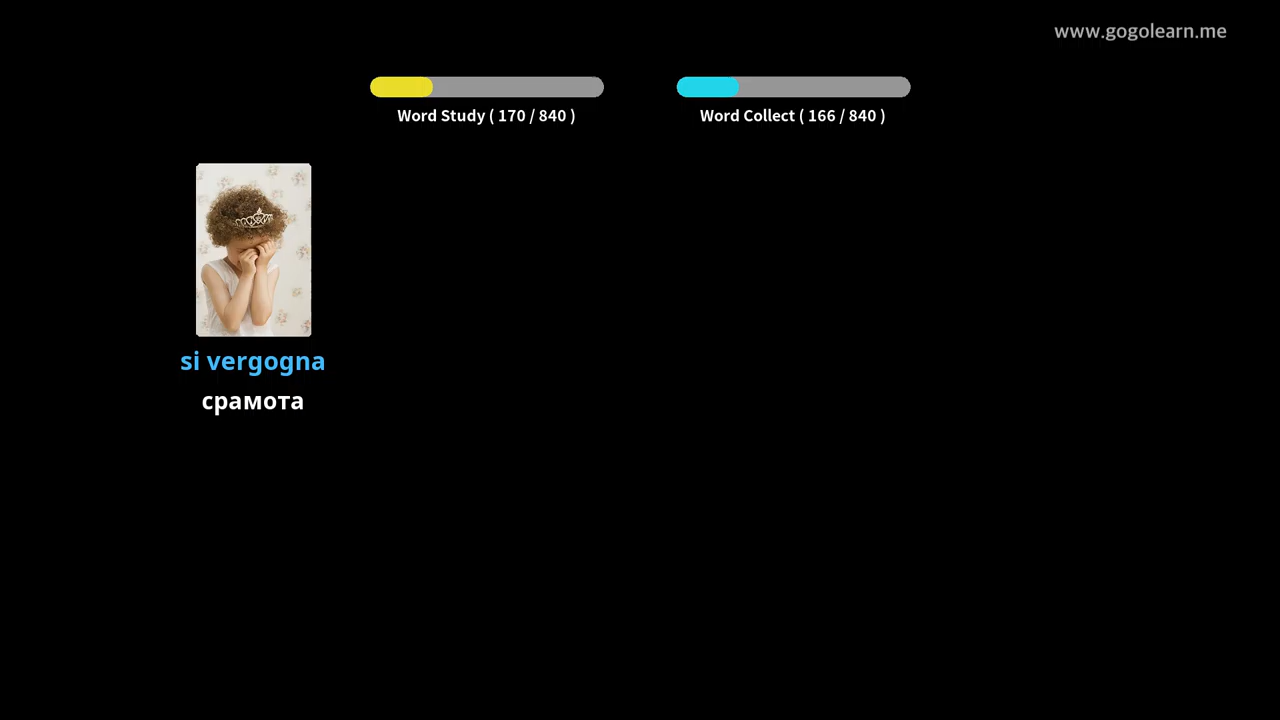 www.gogolearn.me
Word Study ( 170 / 840 )
Word Collect ( 166 / 840 )
si vergogna
срамота